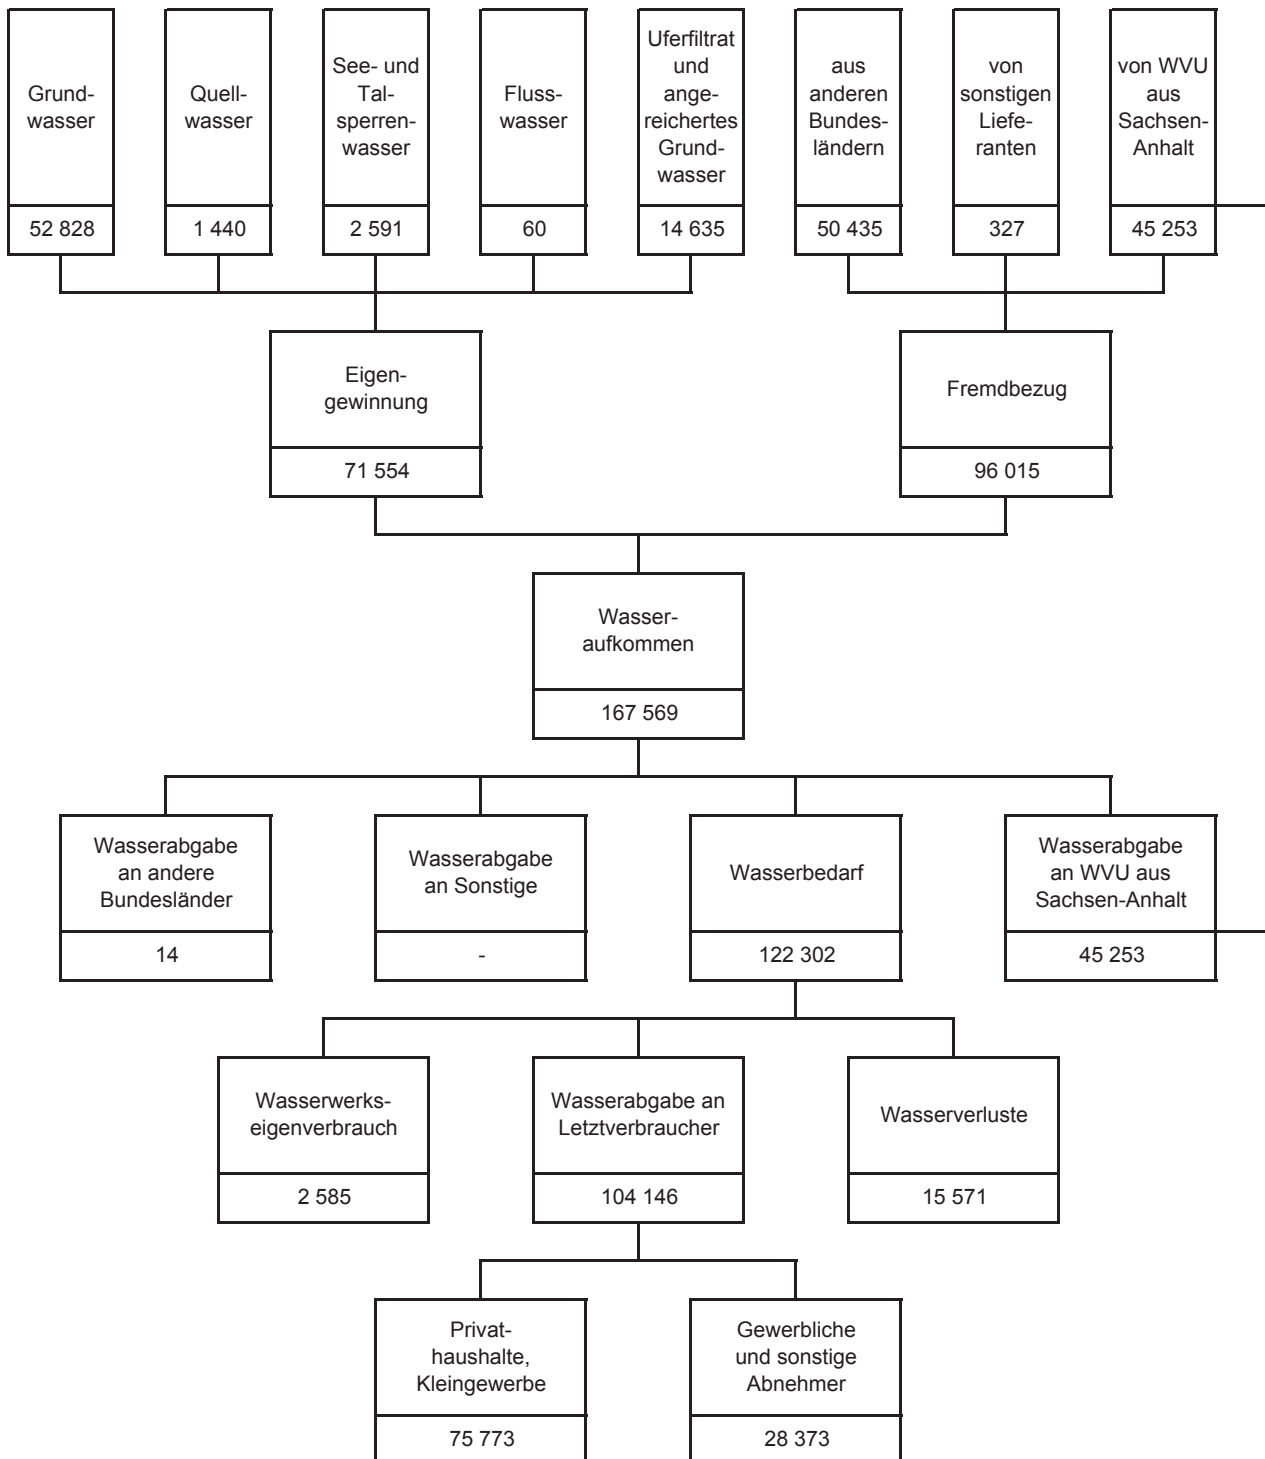 Grund-
wasser
52 828
Quell-
wasser
1 440
See- und
Tal-
sperren-
wasser
2 591
Fluss-
wasser
60
Uferfiltrat
und
ange-
reichertes
Grund-
wasser
14 635
aus
anderen
Bundes-
ländern
50 435
von
sonstigen
Liefe-
ranten
327
von WVU
aus
Sachsen-
Anhalt
45 253
Eigen-
gewinnung
71 554
Fremdbezug
96 015
Wasser-
aufkommen
167 569
Wasserabgabe
an andere
Bundesländer
14
Wasserabgabe
an Sonstige
-
Wasserbedarf
122 302
Wasserabgabe
an WVU aus
Sachsen-Anhalt
45 253
Wasserwerks-
eigenverbrauch
2 585
Wasserabgabe an
Letztverbraucher
104 146
Wasserverluste
15 571
Privat-
haushalte,
Kleingewerbe
75 773
Gewerbliche
und sonstige
Abnehmer
28 373